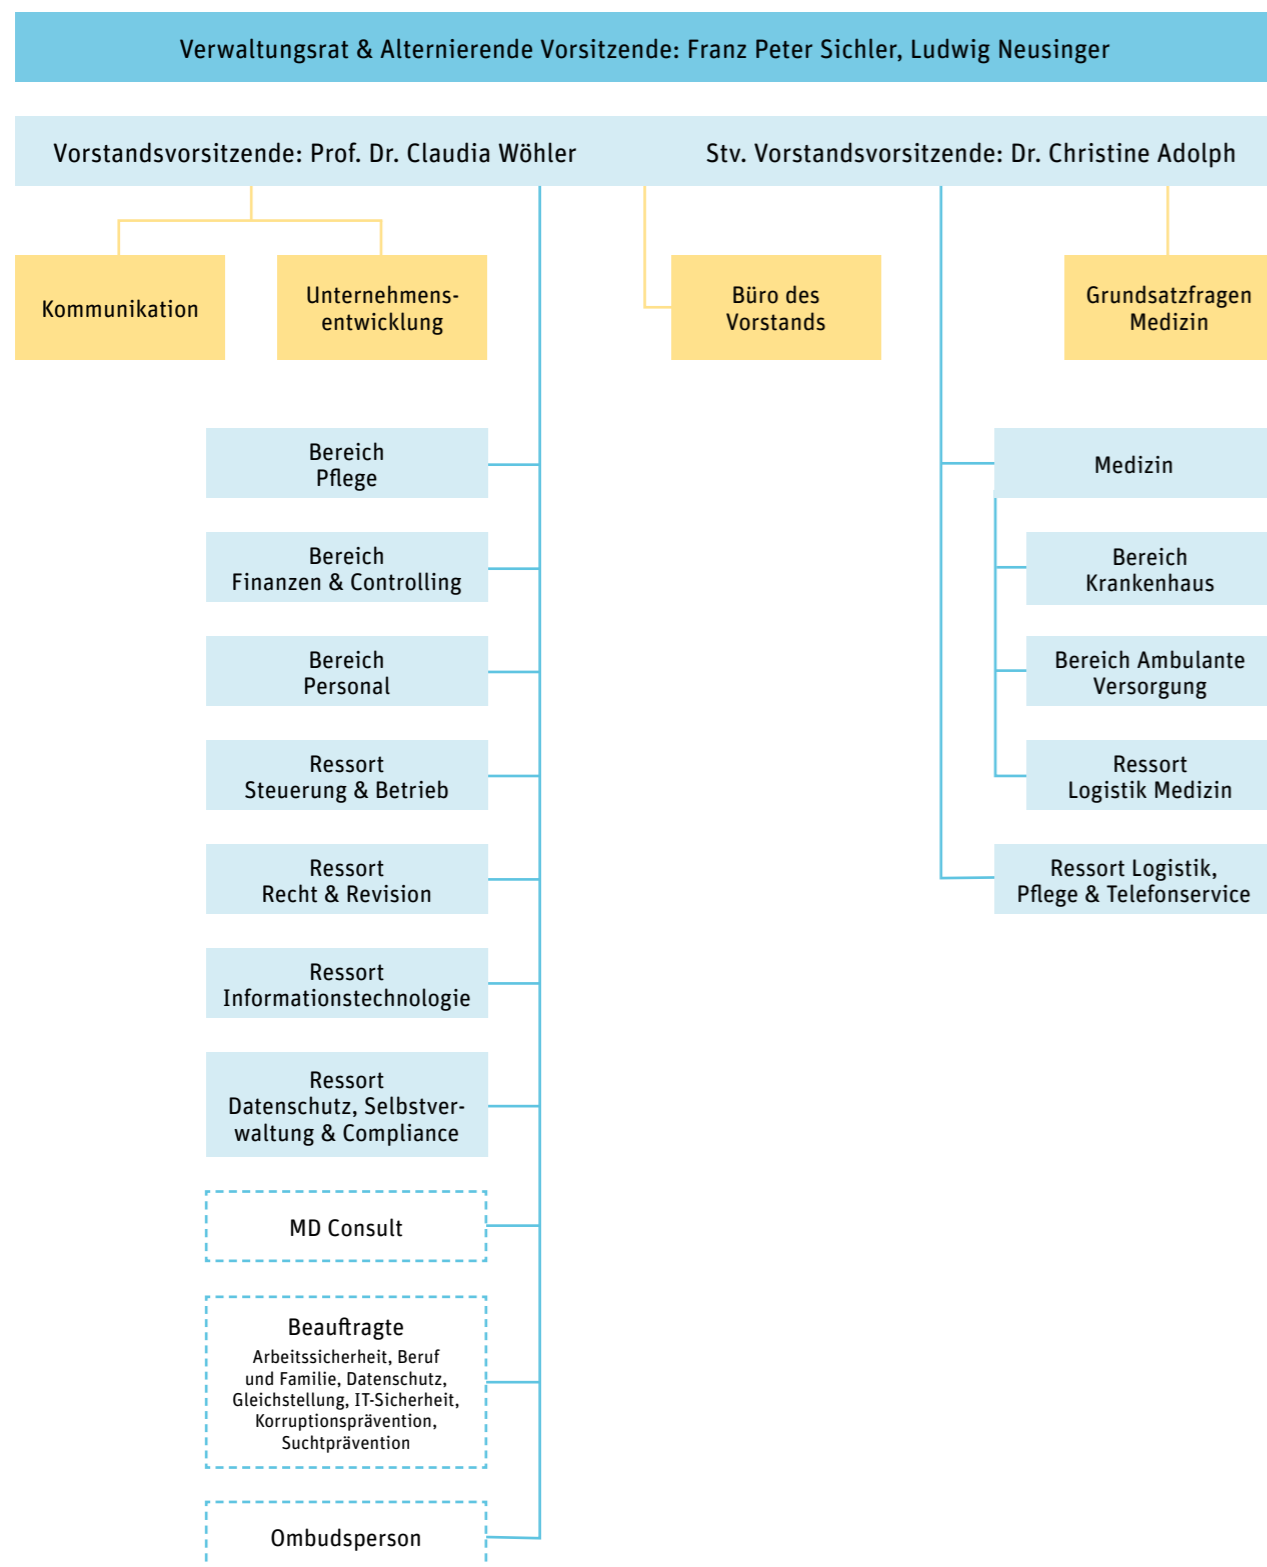 Verwaltungsrat & Alternierende Vorsitzende: Franz Peter Sichler, Ludwig Neusinger
Vorstandsvorsitzende: Prof. Dr. Claudia Wöhler
Stv. Vorstandsvorsitzende: Dr. Christine Adolph
Kommunikation
Unternehmens-
entwicklung
Büro des
Vorstands
Grundsatzfragen
Medizin
Bereich
Pflege
Bereich
Finanzen & Controlling
Bereich
Personal
Ressort
Steuerung & Betrieb
Ressort
Recht & Revision
Ressort
Informationstechnologie
Ressort
Datenschutz, Selbstver-
waltung & Compliance
MD Consult
Beauftragte
Arbeitssicherheit, Beruf
und Familie, Datenschutz,
Gleichstellung, IT-Sicherheit,
Korruptionsprävention,
Suchtprävention
Ombudsperson
Medizin
Bereich
Krankenhaus
Bereich Ambulante
Versorgung
Ressort
Logistik Medizin
Ressort Logistik,
Pflege & Telefonservice